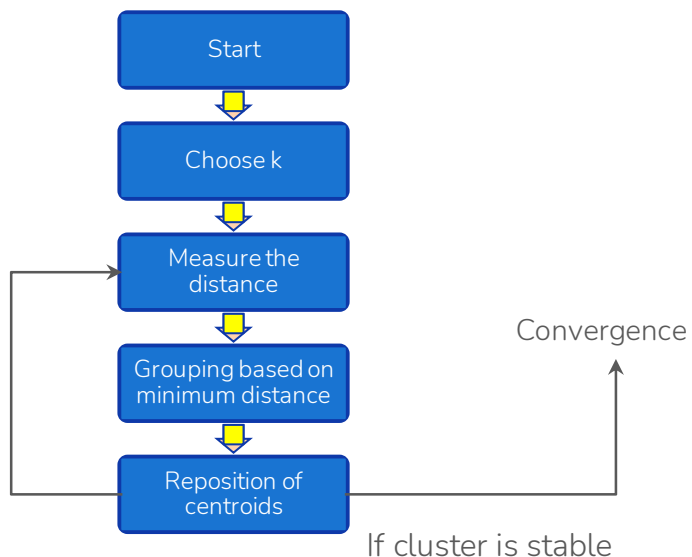 Start
Choose k
Measure the
distance
Grouping based on
minimum distance
Reposition of
centroids
Convergence
If cluster is stable